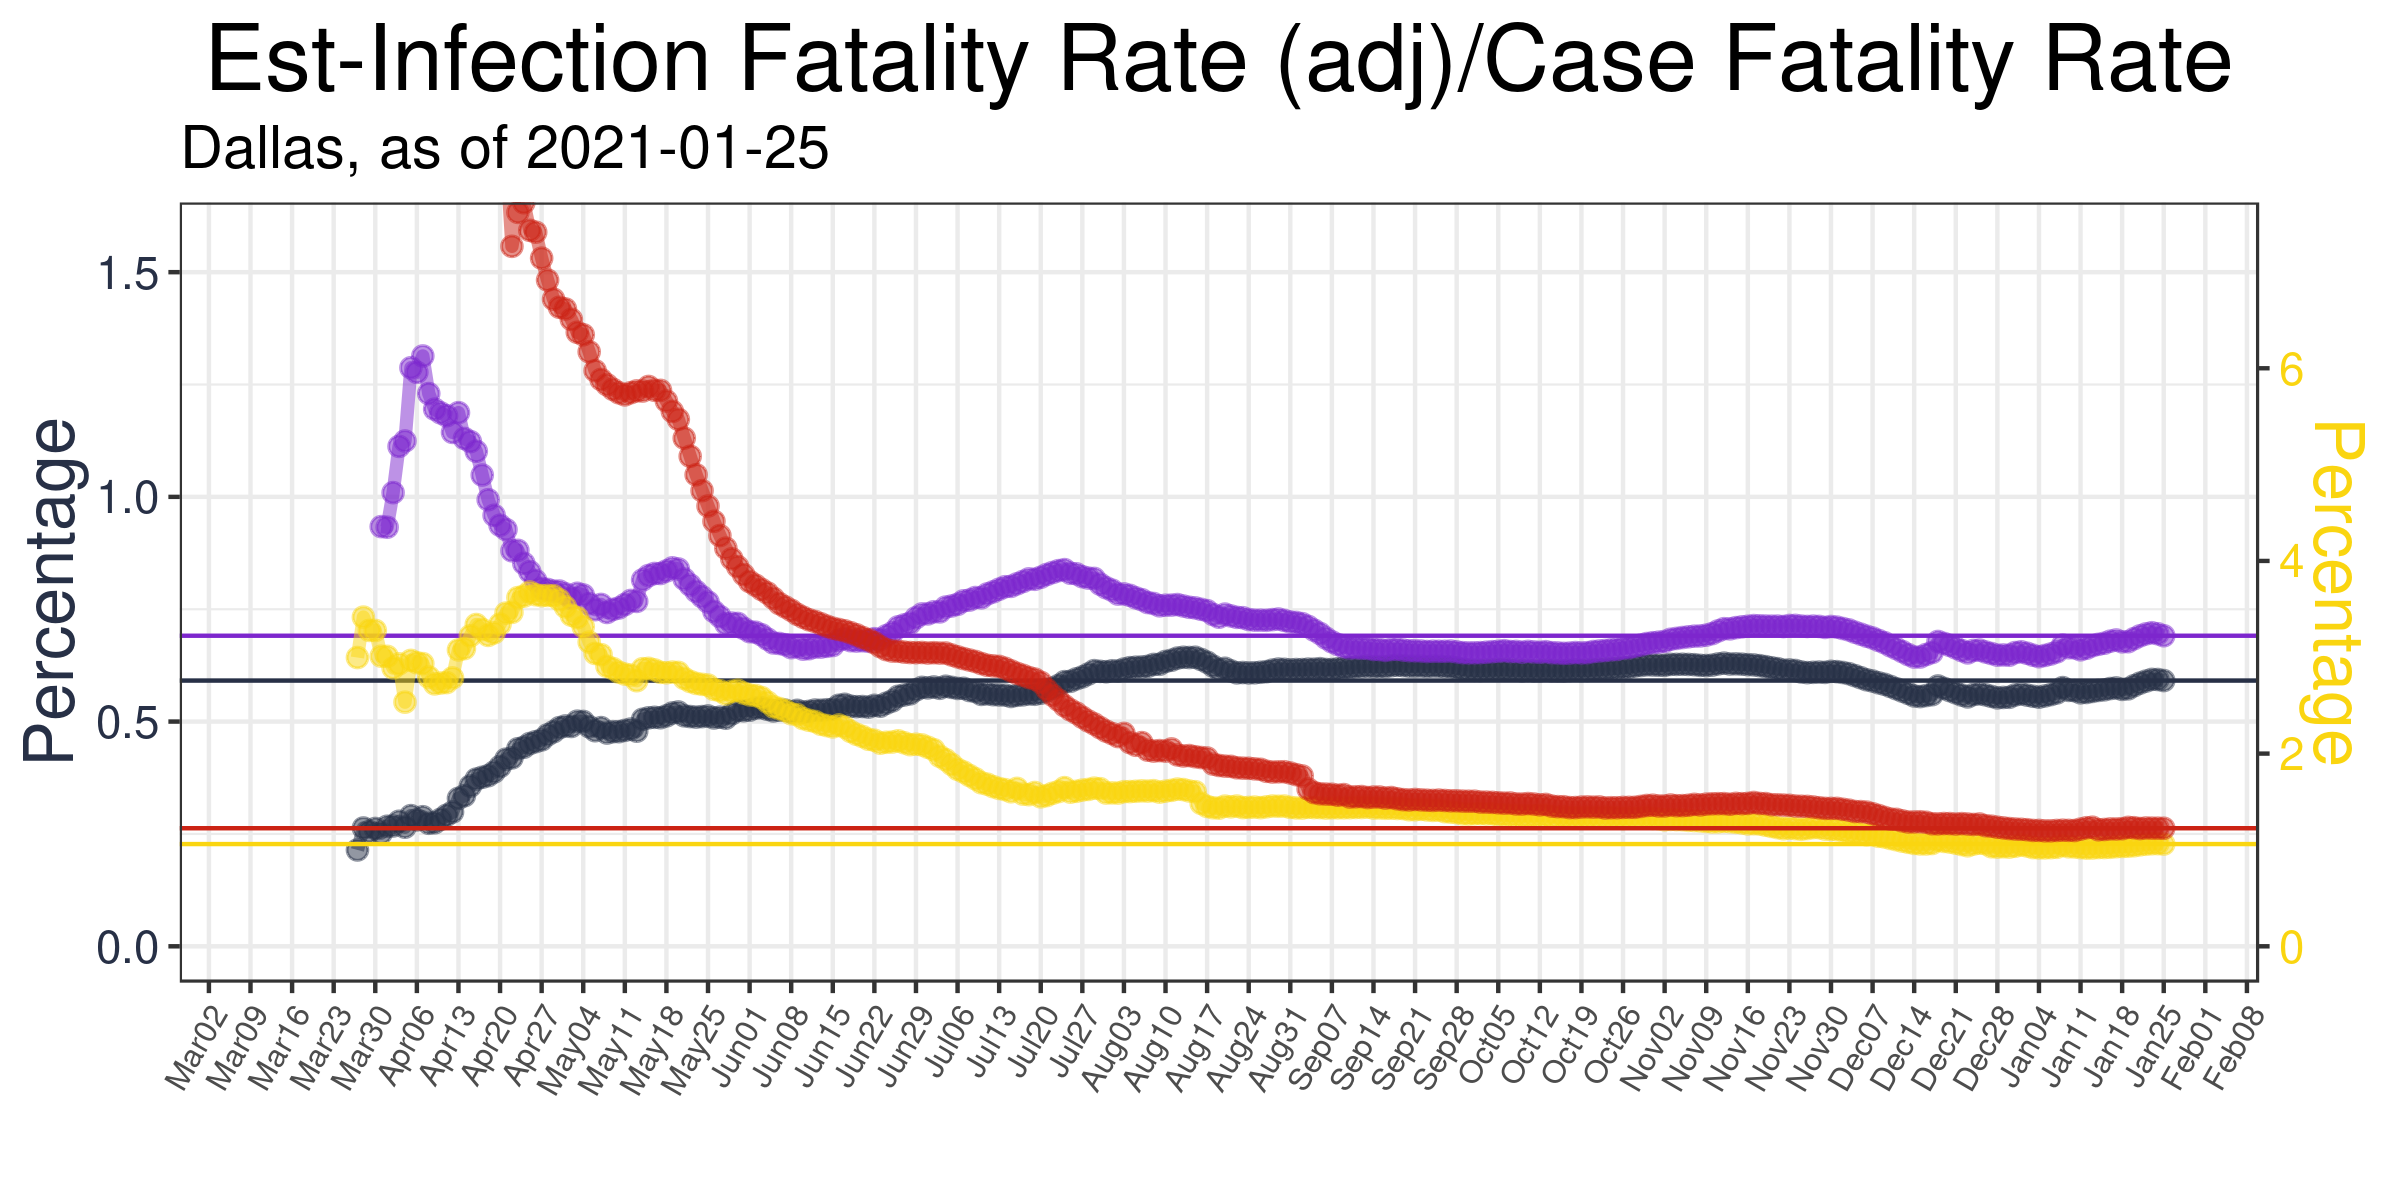 Est-Infection Fatality Rate (adj)/Case Fatality Rate
Dallas, as of 2021-01-25
Percentage
1.5
1.0
0.5
0.0
6
4
2
0
Percentage
Mar02
Mar09
Mar16
Mar23
Mar30
Apr06
Apr13
Apr20
Apr27
May04
May11
May18
May25
Jun01
Jun08
Jun15
Jun22
Jun29
Jul06
Jul13
Jul20
Jul27
Aug03
Aug10
Aug17
Aug24
Aug31
Sep07
Sep14
Sep21
Sep28
Oct05
Oct12
Oct19
Oct26
Nov02
Nov09
Nov16
Nov23
Nov30
Dec07
Dec14
Dec21
Dec28
Jan04
Jan11
Jan18
Jan25
Feb01
Feb08